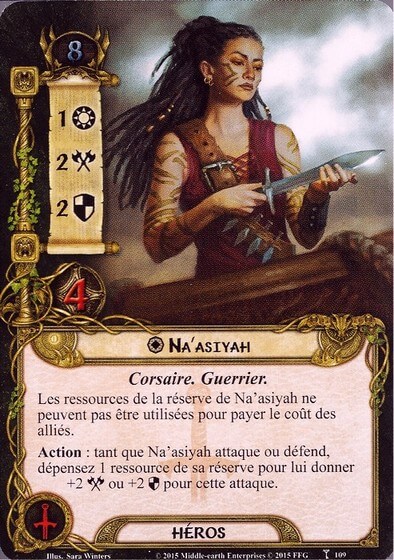 8
1
2
2
4
Na'asiyah
Corsaire. Guerrier.
Les ressources de la réserve de Na'asiyah ne
peuvent pas être utilisées pour payer le coût des
alliés.
Action : tant que Na'asiyah attaque ou défend,
dépensez 1 ressource de sa réserve pour lui donner
+2 ou +2 pour cette attaque.
HÉROS
Illus. Sara Winters © 2015 Middle-earth Enterprises © 2015 FFG 109